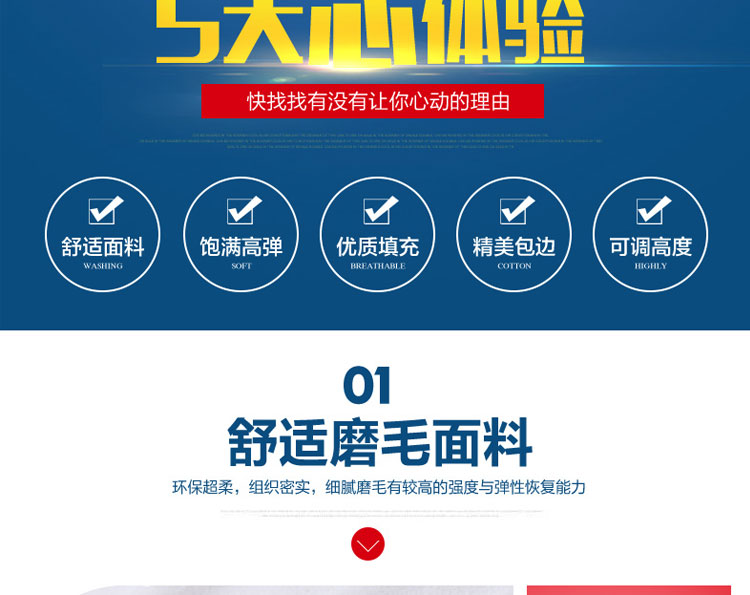 5大心体验
快找找有没有让你心动的理由
舒适面料
WASHING
饱满高弹
SOFT
优质填充
BREATHABLE
精美包边
COTTON
可调高度
HIGHLY
01
舒适磨毛面料
环保超柔，组织密实，细腻磨毛有较高的强度与弹性恢复能力